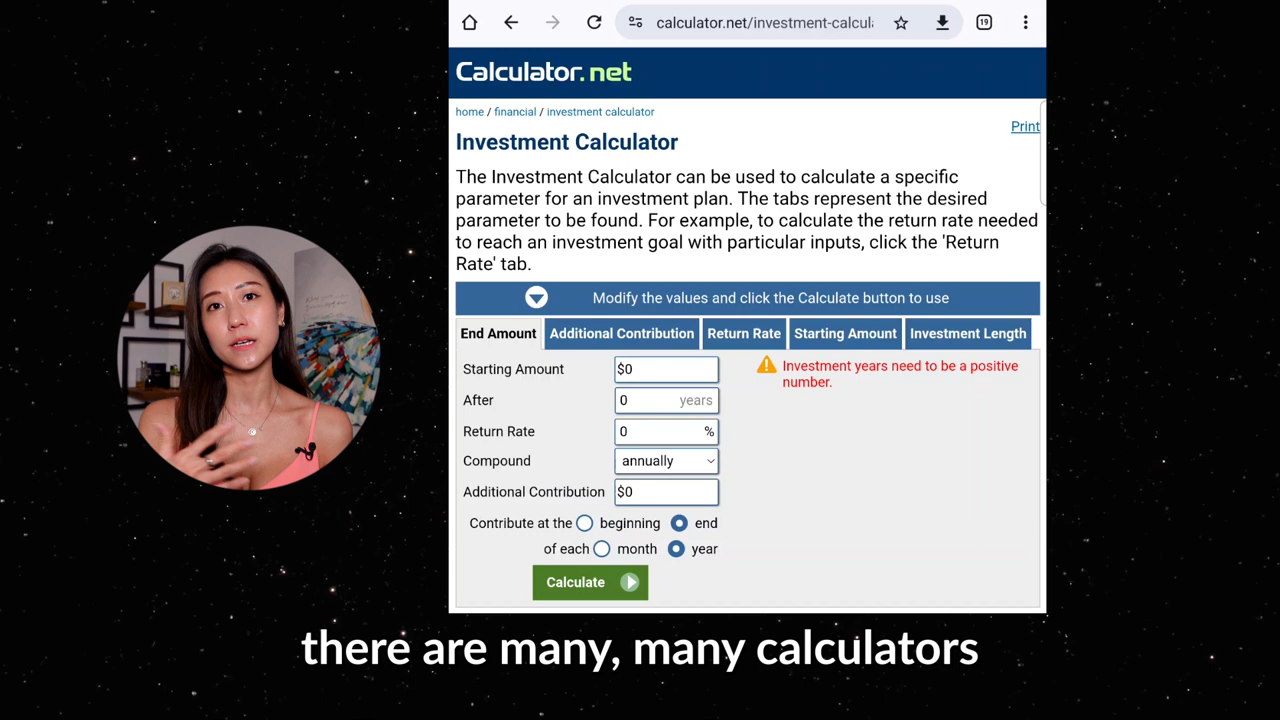 calculator.net/investment-calcul
19
Calculator.net
home / financial / investment calculator
Print
Investment Calculator
The Investment Calculator can be used to calculate a specific
parameter for an investment plan. The tabs represent the desired
parameter to be found. For example, to calculate the return rate needed
to reach an investment goal with particular inputs, click the 'Return
Rate' tab.
Modify the values and click the Calculate button to use
End Amount Additional Contribution Return Rate Starting Amount Investment Length
Starting Amount $0
Investment years need to be a positive
number.
After 0 years
Return Rate 0 %
Compound annually
Additional Contribution $0
Contribute at the beginning end
of each month year
Calculate
there are many, many calculators